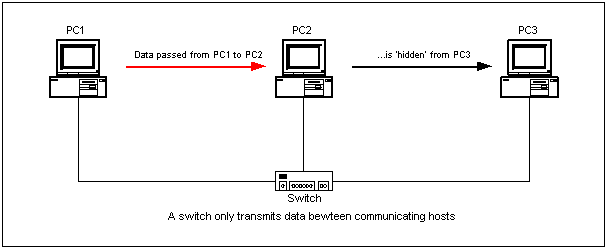 PC1
PC2
PC3
Data passed from PC1 to PC2
...is 'hidden' from PC3
Switch
A switch only transmits data bewteen communicating hosts